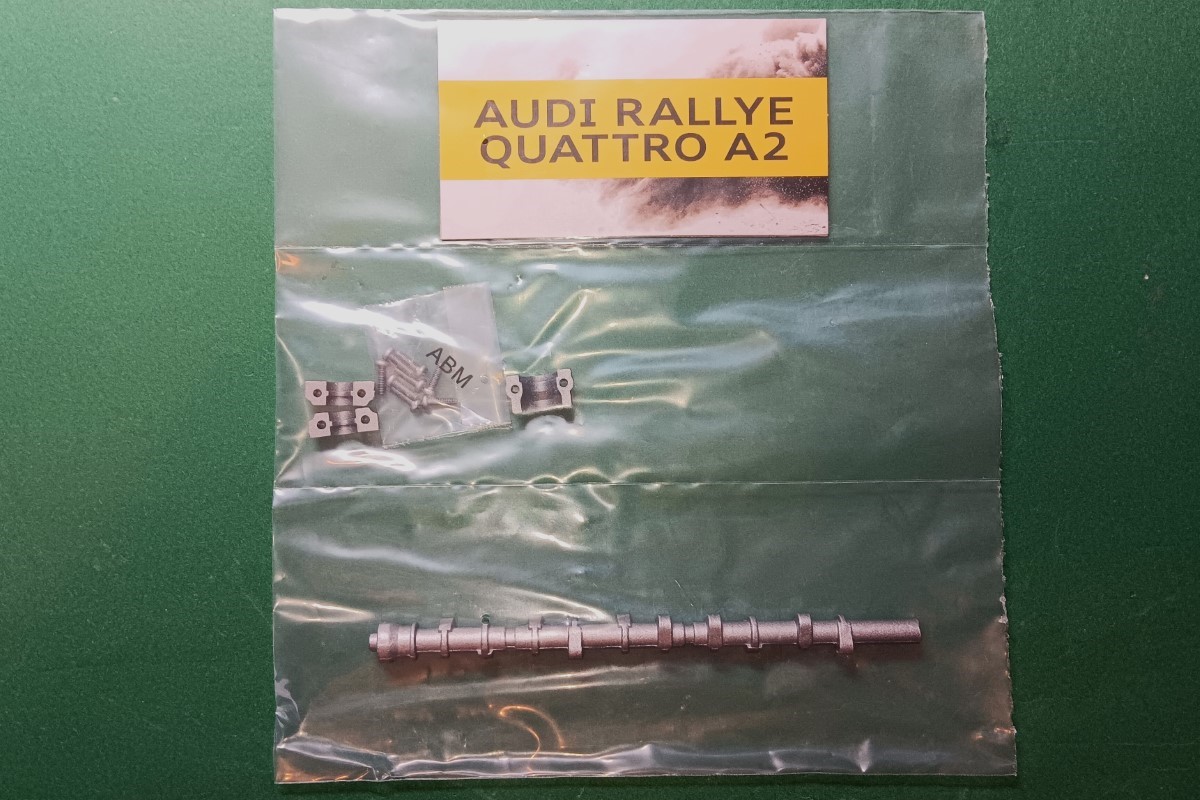 AUDI RALLYE
QUATTRO A2
ABM